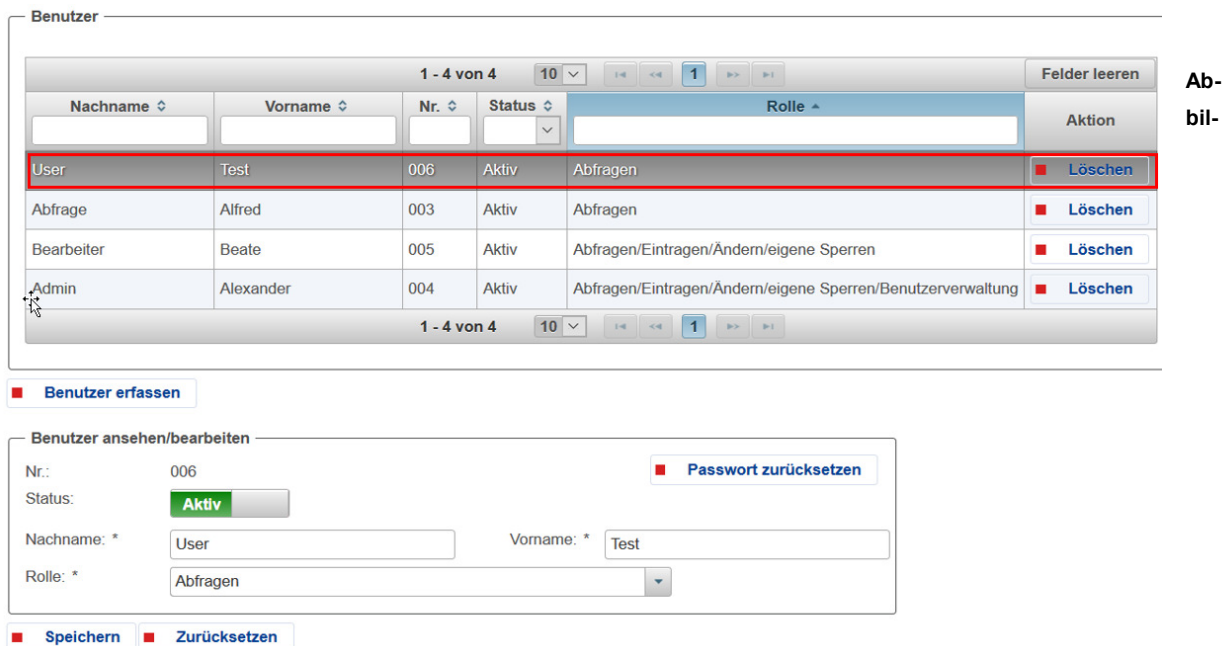 Benutzer
1 - 4 von 4 10 1 Felder leeren
Nachname Vorname Nr. Status Rolle Aktion
User Test 006 Aktiv Abfragen Löschen
Abfrage Alfred 003 Aktiv Abfragen Löschen
Bearbeiter Beate 005 Aktiv Abfragen/Eintragen/Ändern/eigene Sperren Löschen
Admin Alexander 004 Aktiv Abfragen/Eintragen/Ändern/eigene Sperren/Benutzerverwaltung Löschen
1 - 4 von 4 10 1
Ab-
bil-
Benutzer erfassen
Benutzer ansehen/bearbeiten
Nr.: 006 Passwort zurücksetzen
Status: Aktiv
Nachname: * User Vorname: * Test
Rolle: * Abfragen
Speichern Zurücksetzen